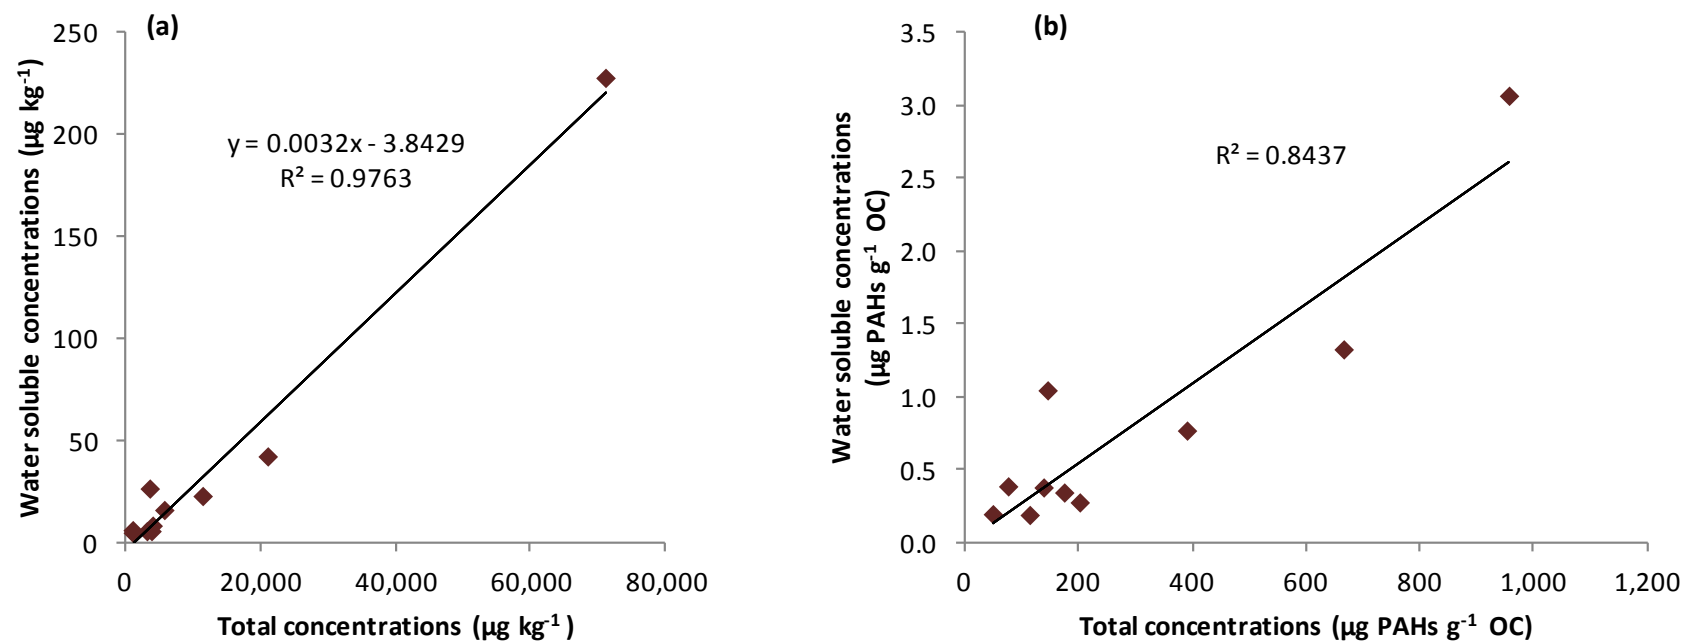 (a)
Water soluble concentrations (µg kg⁻¹)
250
200
150
100
50
0
y = 0.0032x - 3.8429
R² = 0.9763
0 20,000 40,000 60,000 80,000
Total concentrations (µg kg⁻¹ )
(b)
Water soluble concentrations
(µg PAHs g⁻¹ OC)
3.5
3.0
2.5
2.0
1.5
1.0
0.5
0.0
R² = 0.8437
0 200 400 600 800 1,000 1,200
Total concentrations (µg PAHs g⁻¹ OC)